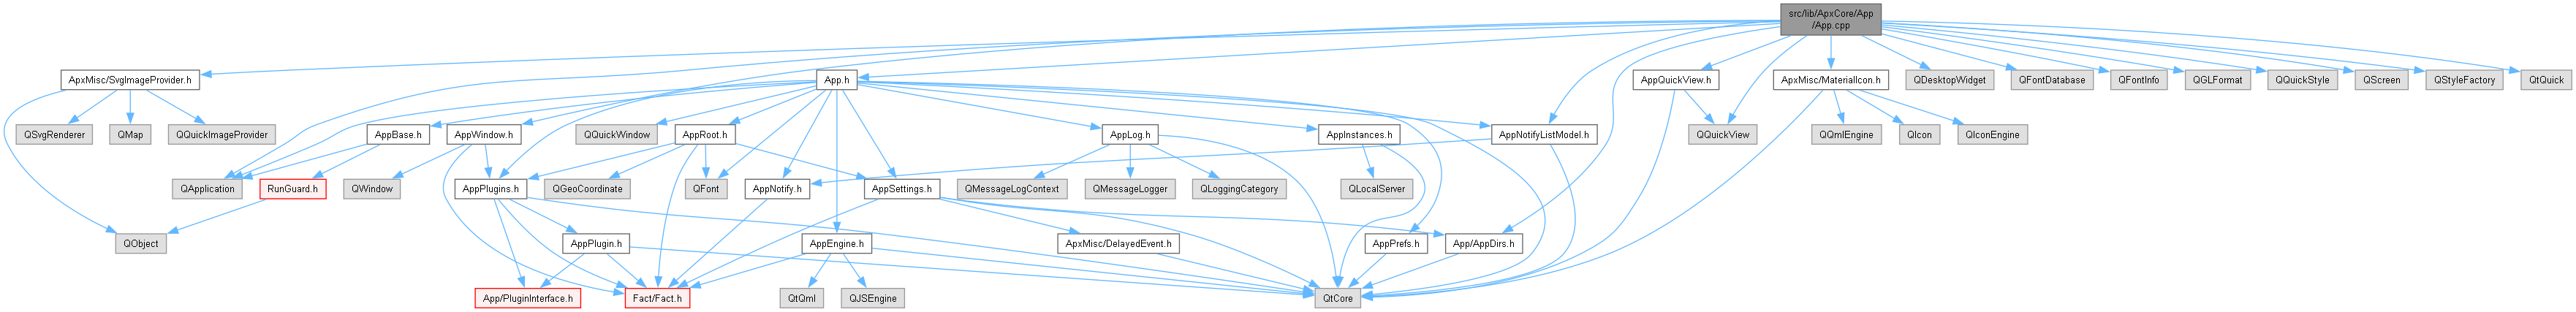 src/lib/ApxCore/App
/App.cpp
ApxMisc/SvgImageProvider.h
App.h
AppQuickView.h
ApxMisc/MaterialIcon.h
QDesktopWidget
QFontDatabase
QFontInfo
QGLFormat
QQuickStyle
QScreen
QStyleFactory
QtQuick
QSvgRenderer
QMap
QQuickImageProvider
AppBase.h
AppWindow.h
QQuickWindow
AppRoot.h
AppLog.h
AppInstances.h
AppNotifyListModel.h
QQuickView
QQmlEngine
QIcon
QIconEngine
QApplication
RunGuard.h
QWindow
AppPlugins.h
QGeoCoordinate
QFont
AppNotify.h
AppSettings.h
QMessageLogContext
QMessageLogger
QLoggingCategory
QLocalServer
QObject
AppPlugin.h
AppEngine.h
ApxMisc/DelayedEvent.h
AppPrefs.h
App/AppDirs.h
App/PluginInterface.h
Fact/Fact.h
QtQml
QJSEngine
QtCore